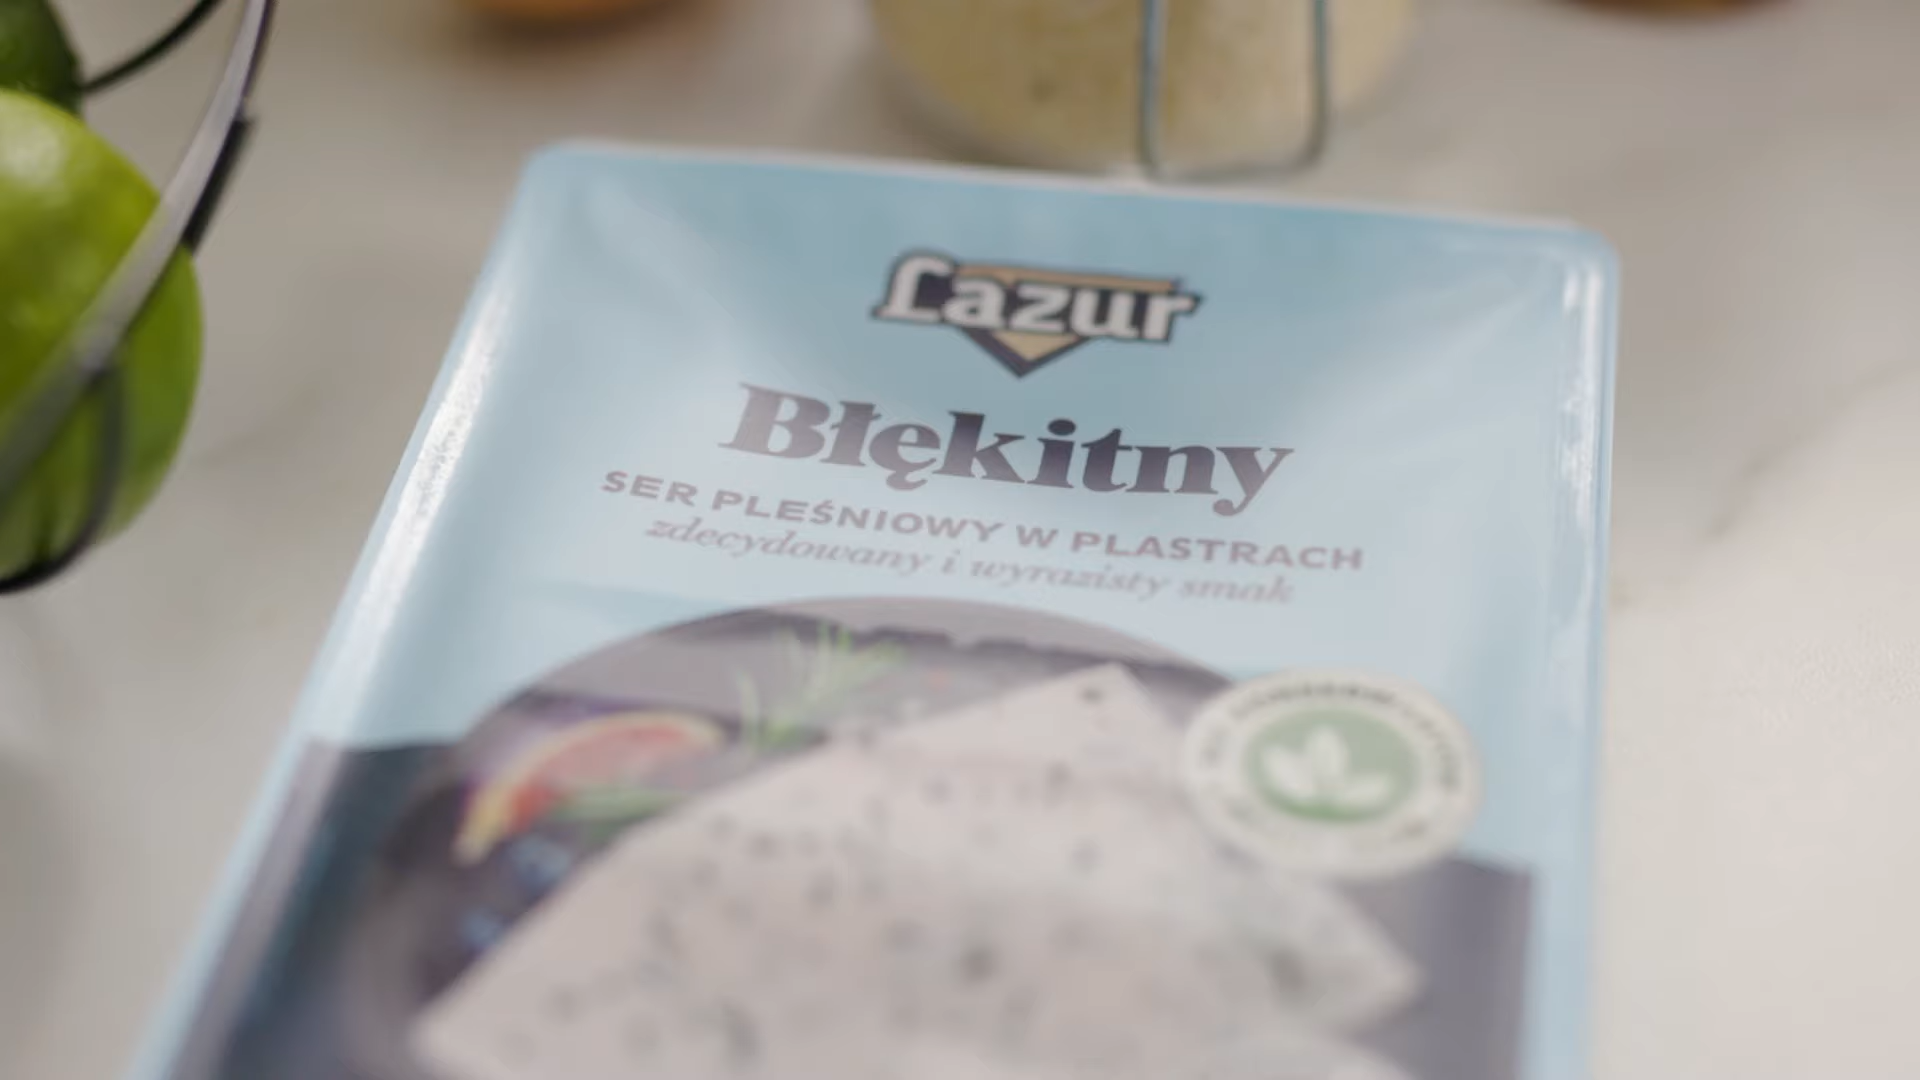 Lazur
Błękitny
SER PLEŚNIOWY W PLASTRACH
zdecydowany i wyrazisty smak